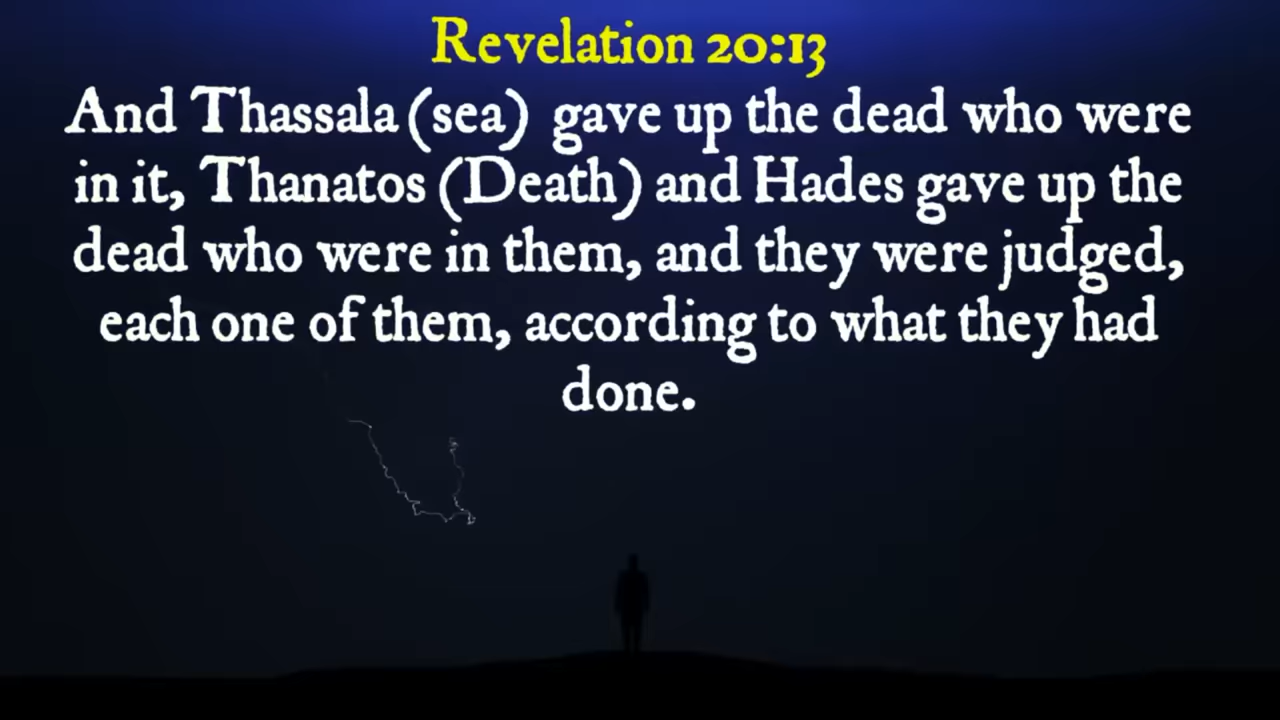 Revelation 20:13
And Thassala (sea) gave up the dead who were
in it, Thanatos (Death) and Hades gave up the
dead who were in them, and they were judged,
each one of them, according to what they had
done.